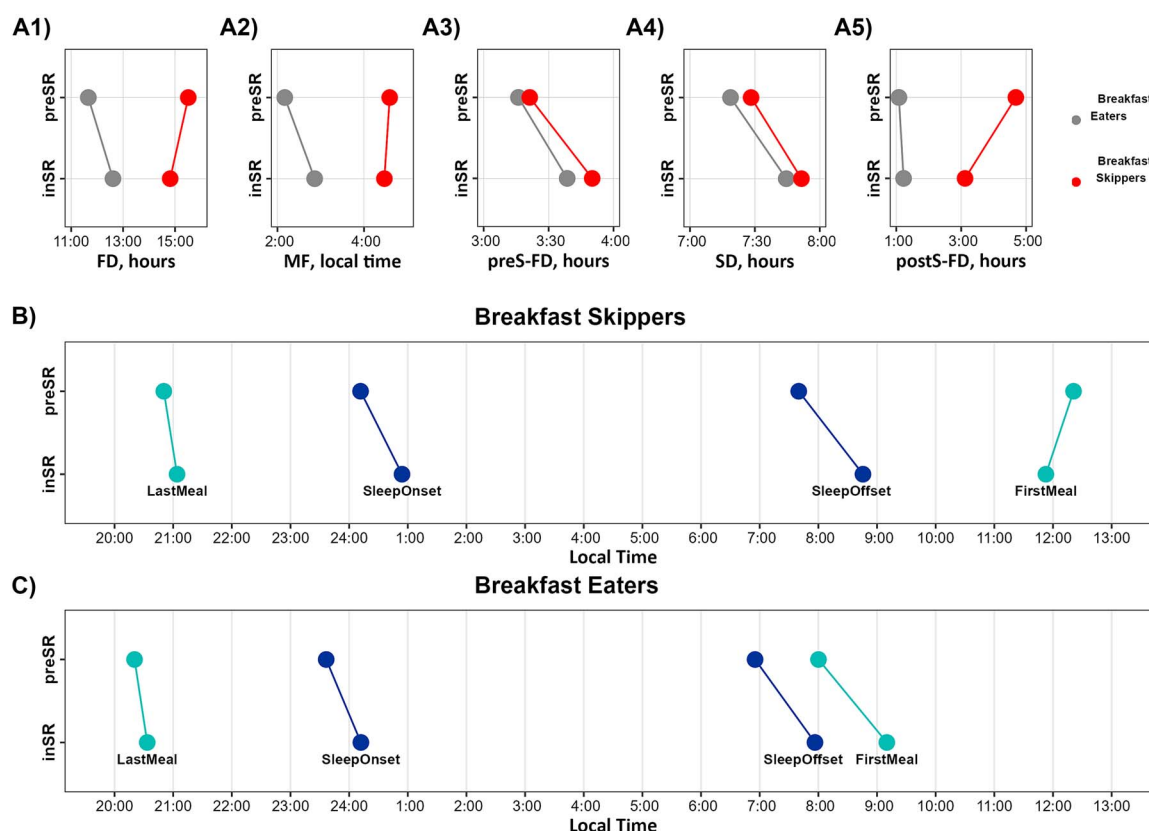 A1)
A2)
A3)
A4)
A5)
preSR
inSR
11:00 13:00 15:00
FD, hours
preSR
inSR
2:00 4:00
MF, local time
preSR
inSR
3:00 3:30 4:00
preS-FD, hours
preSR
inSR
7:00 7:30 8:00
SD, hours
preSR
inSR
1:00 3:00 5:00
postS-FD, hours
Breakfast
Eaters
Breakfast
Skippers
B)
Breakfast Skippers
preSR
inSR
LastMeal
SleepOnset
SleepOffset
FirstMeal
20:00 21:00 22:00 23:00 24:00 1:00 2:00 3:00 4:00 5:00 6:00 7:00 8:00 9:00 10:00 11:00 12:00 13:00
Local Time
C)
Breakfast Eaters
preSR
inSR
LastMeal
SleepOnset
SleepOffset
FirstMeal
20:00 21:00 22:00 23:00 24:00 1:00 2:00 3:00 4:00 5:00 6:00 7:00 8:00 9:00 10:00 11:00 12:00 13:00
Local Time